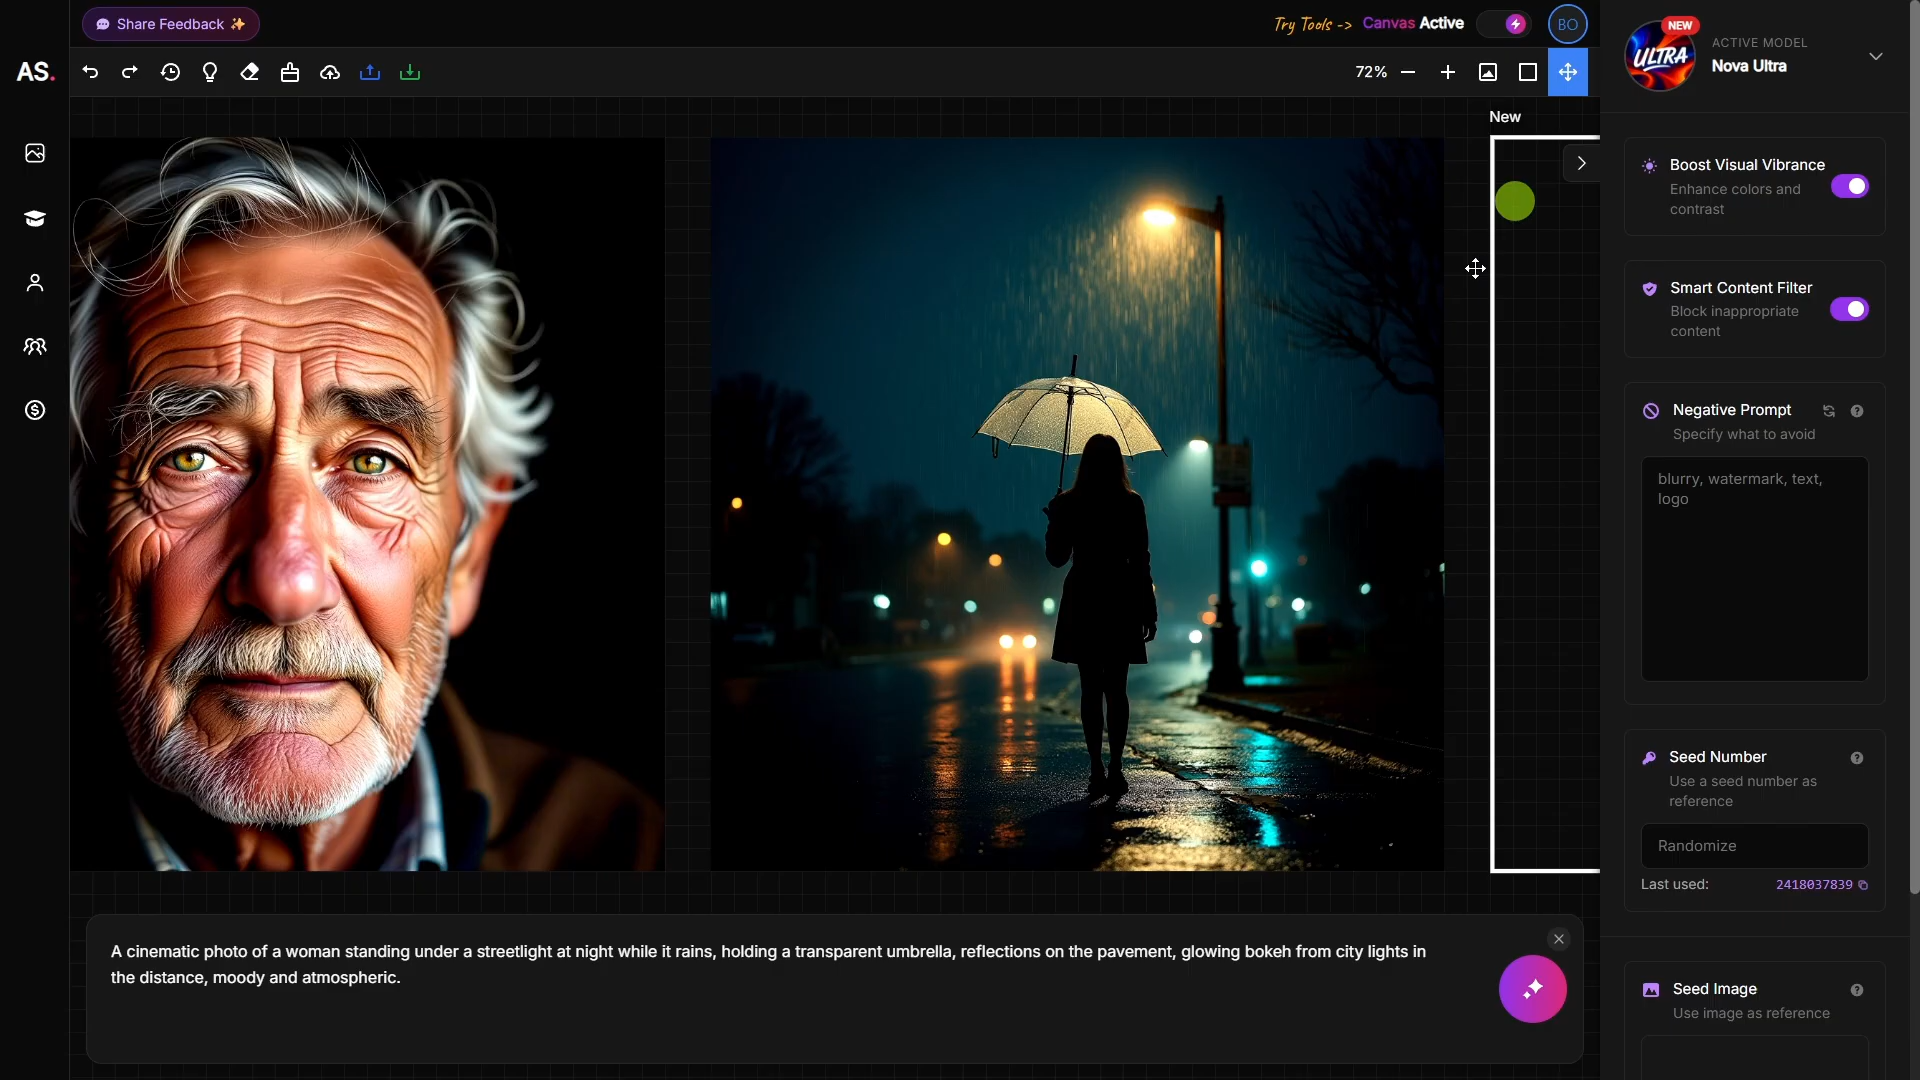 Share Feedback
Try Tools ->
Canvas Active
BO
AS.
72%
ULTRA
NEW
ACTIVE MODEL
Nova Ultra
New
Boost Visual Vibrance
Enhance colors and
contrast
Smart Content Filter
Block inappropriate
content
Negative Prompt
Specify what to avoid
blurry, watermark, text,
logo
Seed Number
Use a seed number as
reference
Randomize
Last used: 2418037839
Seed Image
Use image as reference
A cinematic photo of a woman standing under a streetlight at night while it rains, holding a transparent umbrella, reflections on the pavement, glowing bokeh from city lights in
the distance, moody and atmospheric.